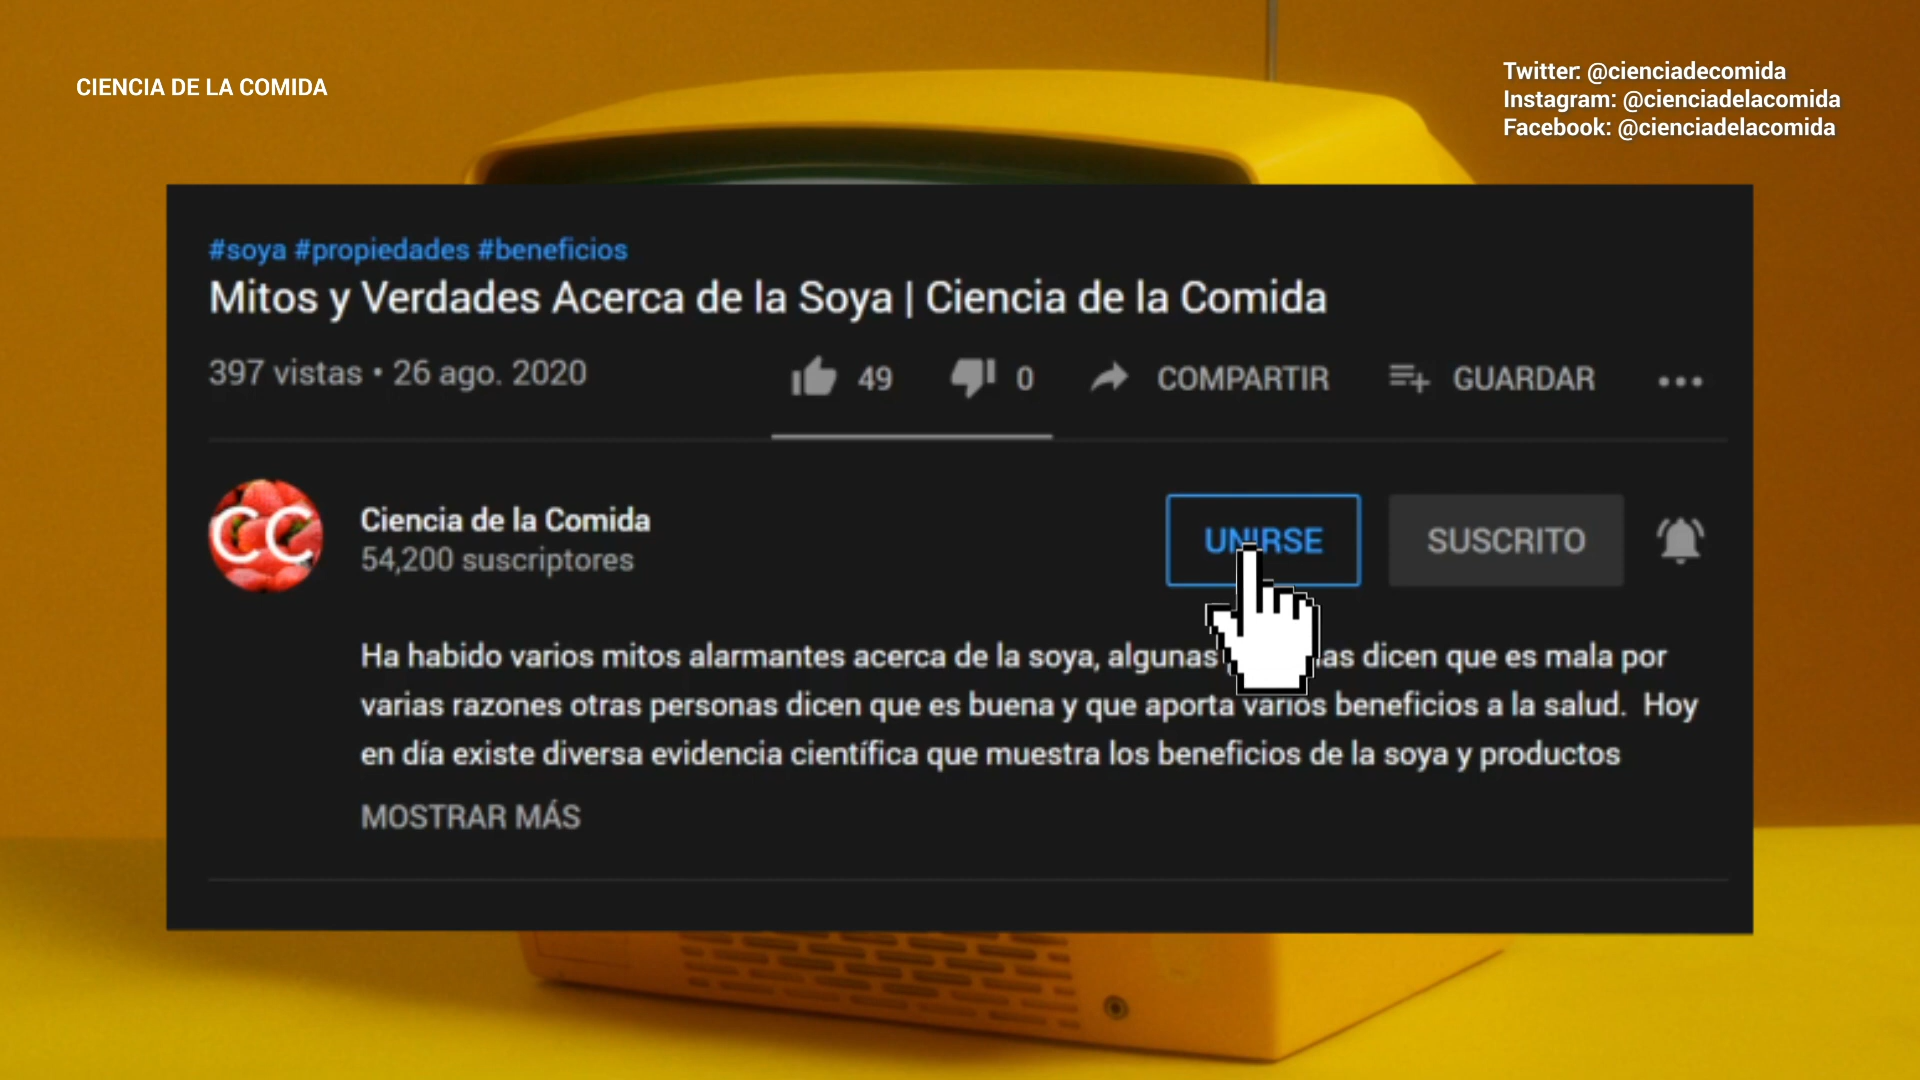 CIENCIA DE LA COMIDA
Twitter: @cienciadecomida
Instagram: @cienciadelacomida
Facebook: @cienciadelacomida
#soya #propiedades #beneficios
Mitos y Verdades Acerca de la Soya | Ciencia de la Comida
397 vistas • 26 ago. 2020
49
0
COMPARTIR
GUARDAR
CC
Ciencia de la Comida
54,200 suscriptores
UNIRSE
SUSCRITO
Ha habido varios mitos alarmantes acerca de la soya, algunas as dicen que es mala por
varias razones otras personas dicen que es buena y que aporta varios beneficios a la salud. Hoy
en día existe diversa evidencia científica que muestra los beneficios de la soya y productos
MOSTRAR MÁS